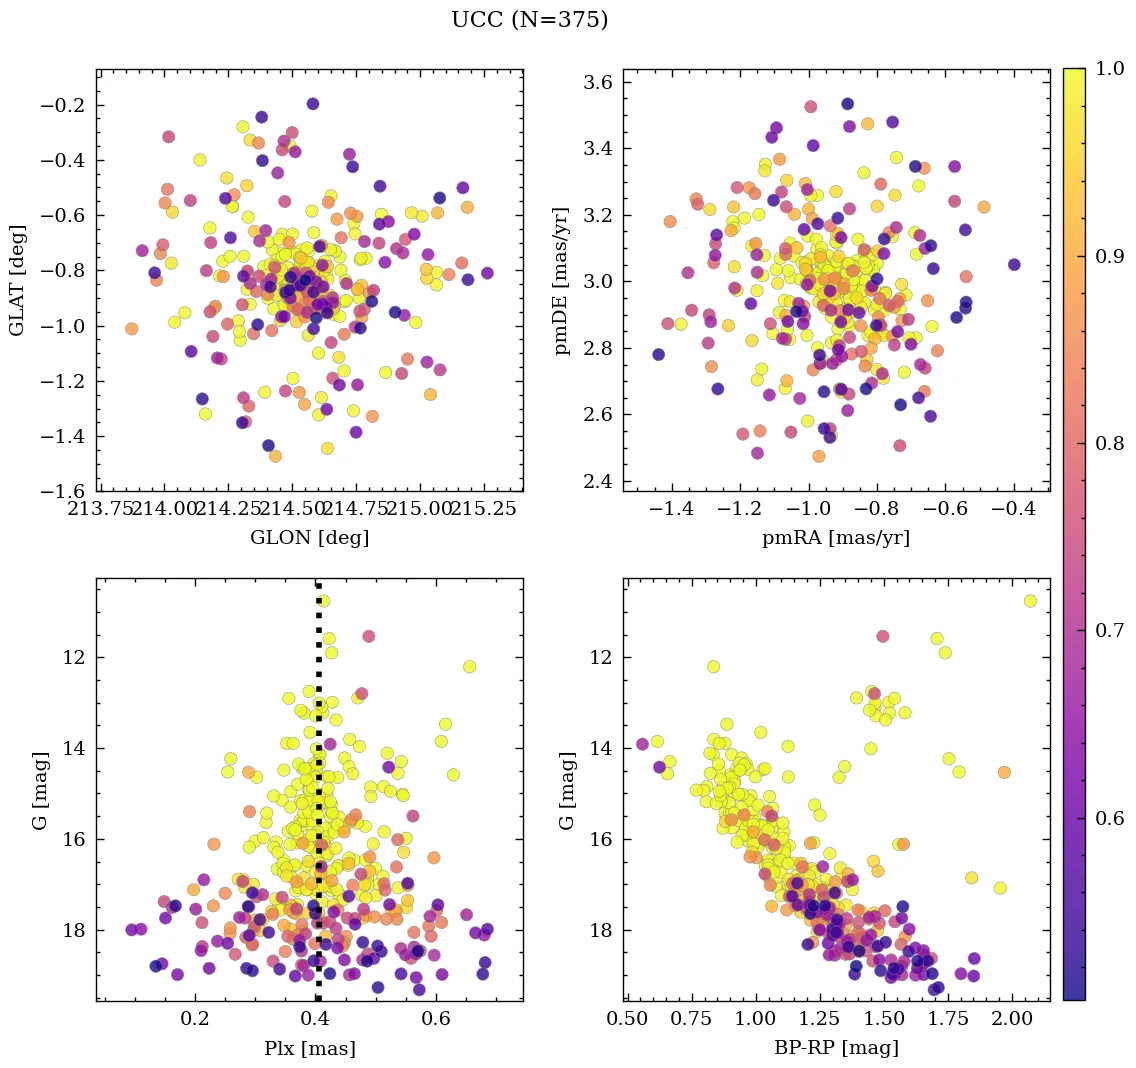 UCC (N=375)
−0.2
−0.4
−0.6
−0.8
−1.0
−1.2
−1.4
−1.6
GLAT [deg]
213.75 214.00 214.25 214.50 214.75 215.00 215.25
GLON [deg]
3.6
3.4
3.2
3.0
2.8
2.6
2.4
pmDE [mas/yr]
−1.4 −1.2 −1.0 −0.8 −0.6 −0.4
pmRA [mas/yr]
12
14
16
18
G [mag]
0.2 0.4 0.6
Plx [mas]
12
14
16
18
G [mag]
0.50 0.75 1.00 1.25 1.50 1.75 2.00
BP-RP [mag]
1.0
0.9
0.8
0.7
0.6